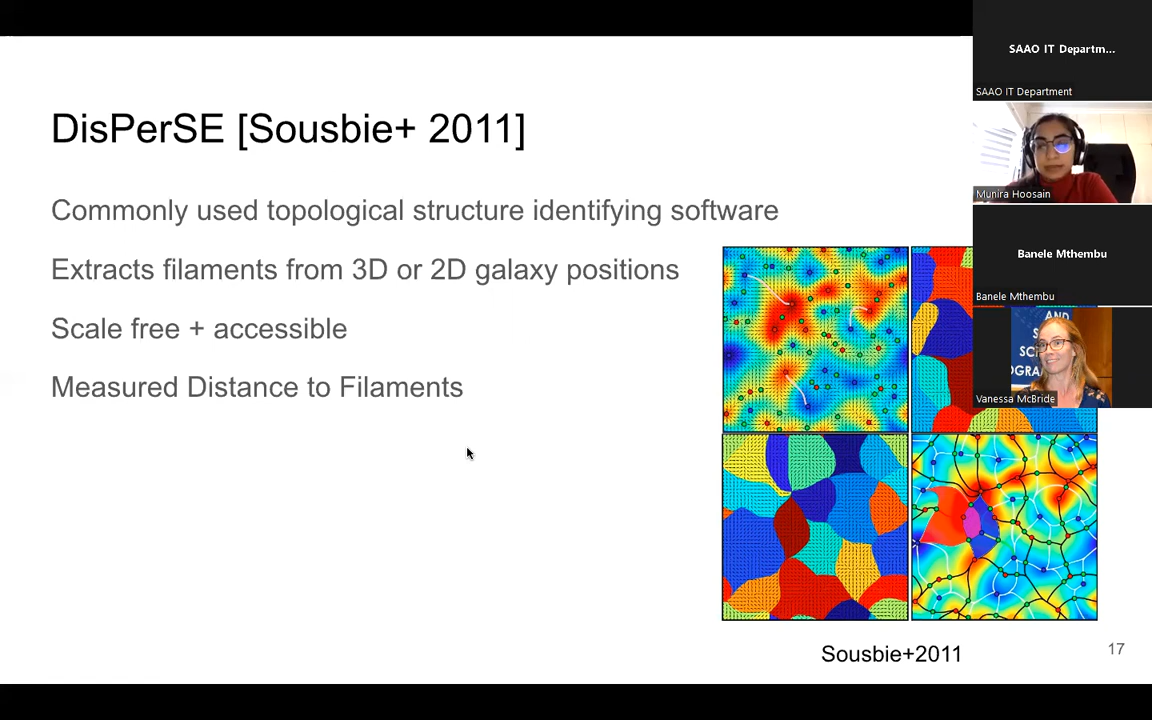 DisPerSE [Sousbie+ 2011]
Commonly used topological structure identifying software
Extracts filaments from 3D or 2D galaxy positions
Scale free + accessible
Measured Distance to Filaments
Sousbie+2011
17
SAAO IT Departm...
SAAO IT Department
Munira Hoosain
Banele Mthembu
Banele Mthembu
AND
Vanessa McBride